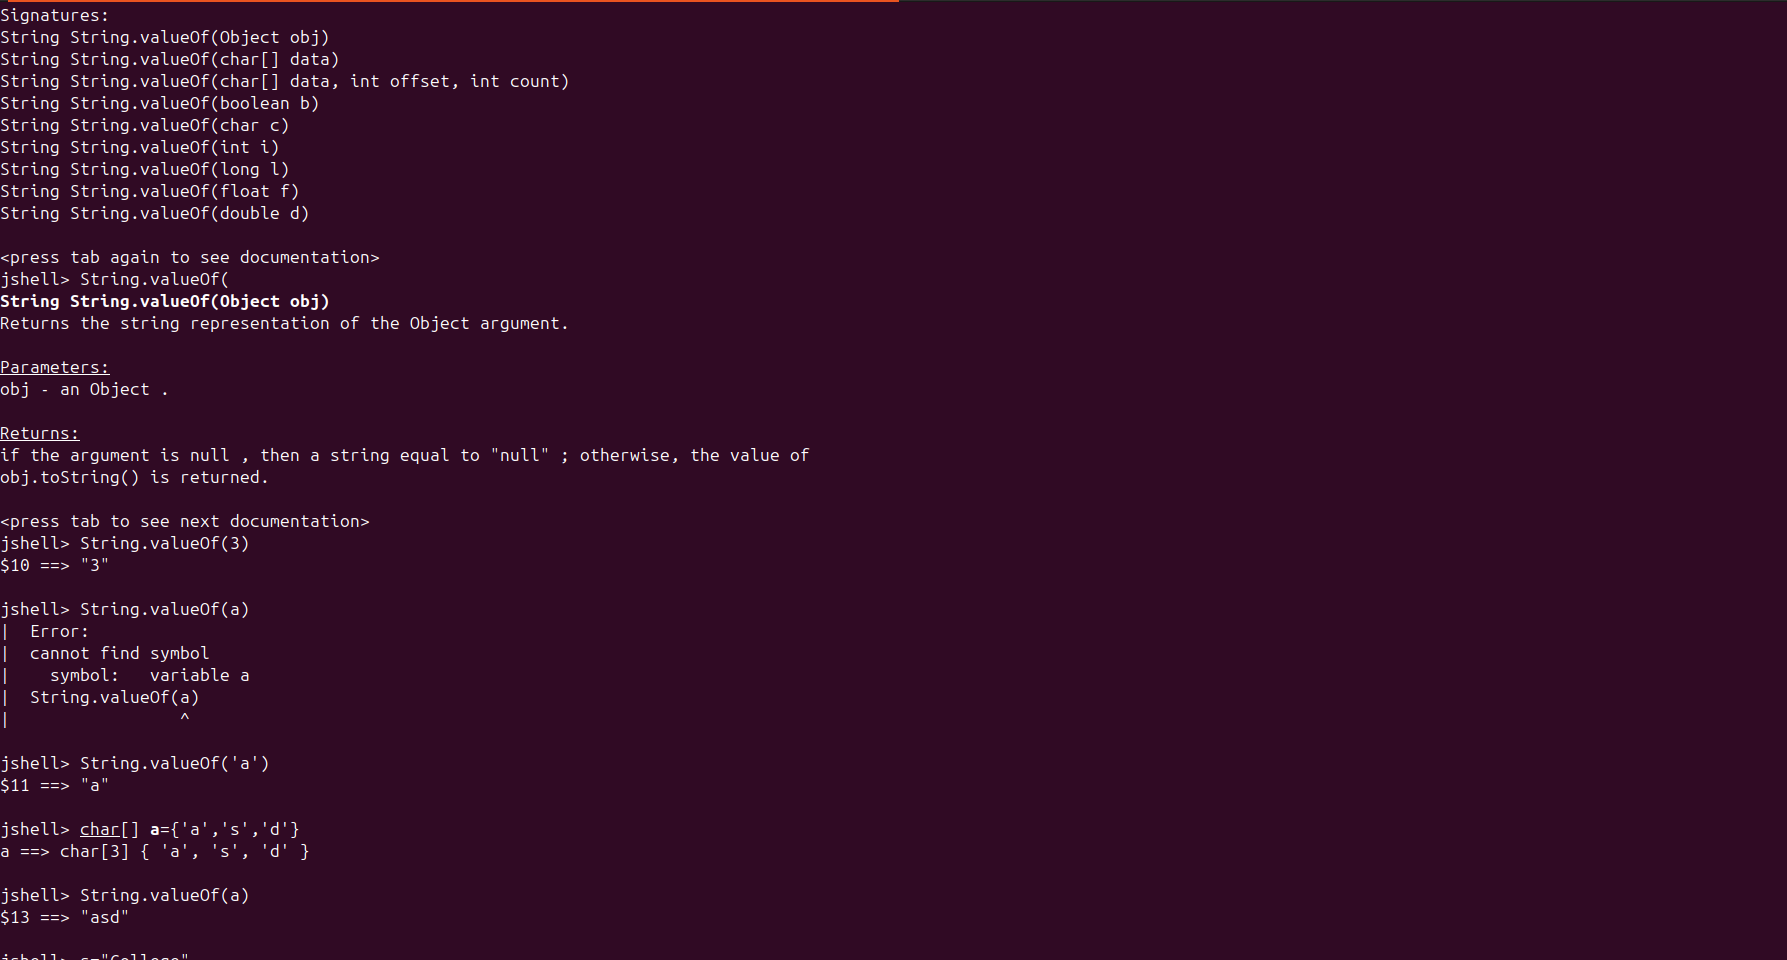 Signatures:
String String.valueOf(Object obj)
String String.valueOf(char[] data)
String String.valueOf(char[] data, int offset, int count)
String String.valueOf(boolean b)
String String.valueOf(char c)
String String.valueOf(int i)
String String.valueOf(long l)
String String.valueOf(float f)
String String.valueOf(double d)
<press tab again to see documentation>
jshell> String.valueOf(
String String.valueOf(Object obj)
Returns the string representation of the Object argument.
Parameters:
obj - an Object .
Returns:
if the argument is null , then a string equal to "null" ; otherwise, the value of
obj.toString() is returned.
<press tab to see next documentation>
jshell> String.valueOf(3)
$10 ==> "3"
jshell> String.valueOf(a)
|  Error:
|  cannot find symbol
|    symbol:   variable a
|  String.valueOf(a)
|                 ^
jshell> String.valueOf('a')
$11 ==> "a"
jshell> char[] a={'a','s','d'}
a ==> char[3] { 'a', 's', 'd' }
jshell> String.valueOf(a)
$13 ==> "asd"
jshell> s="College"